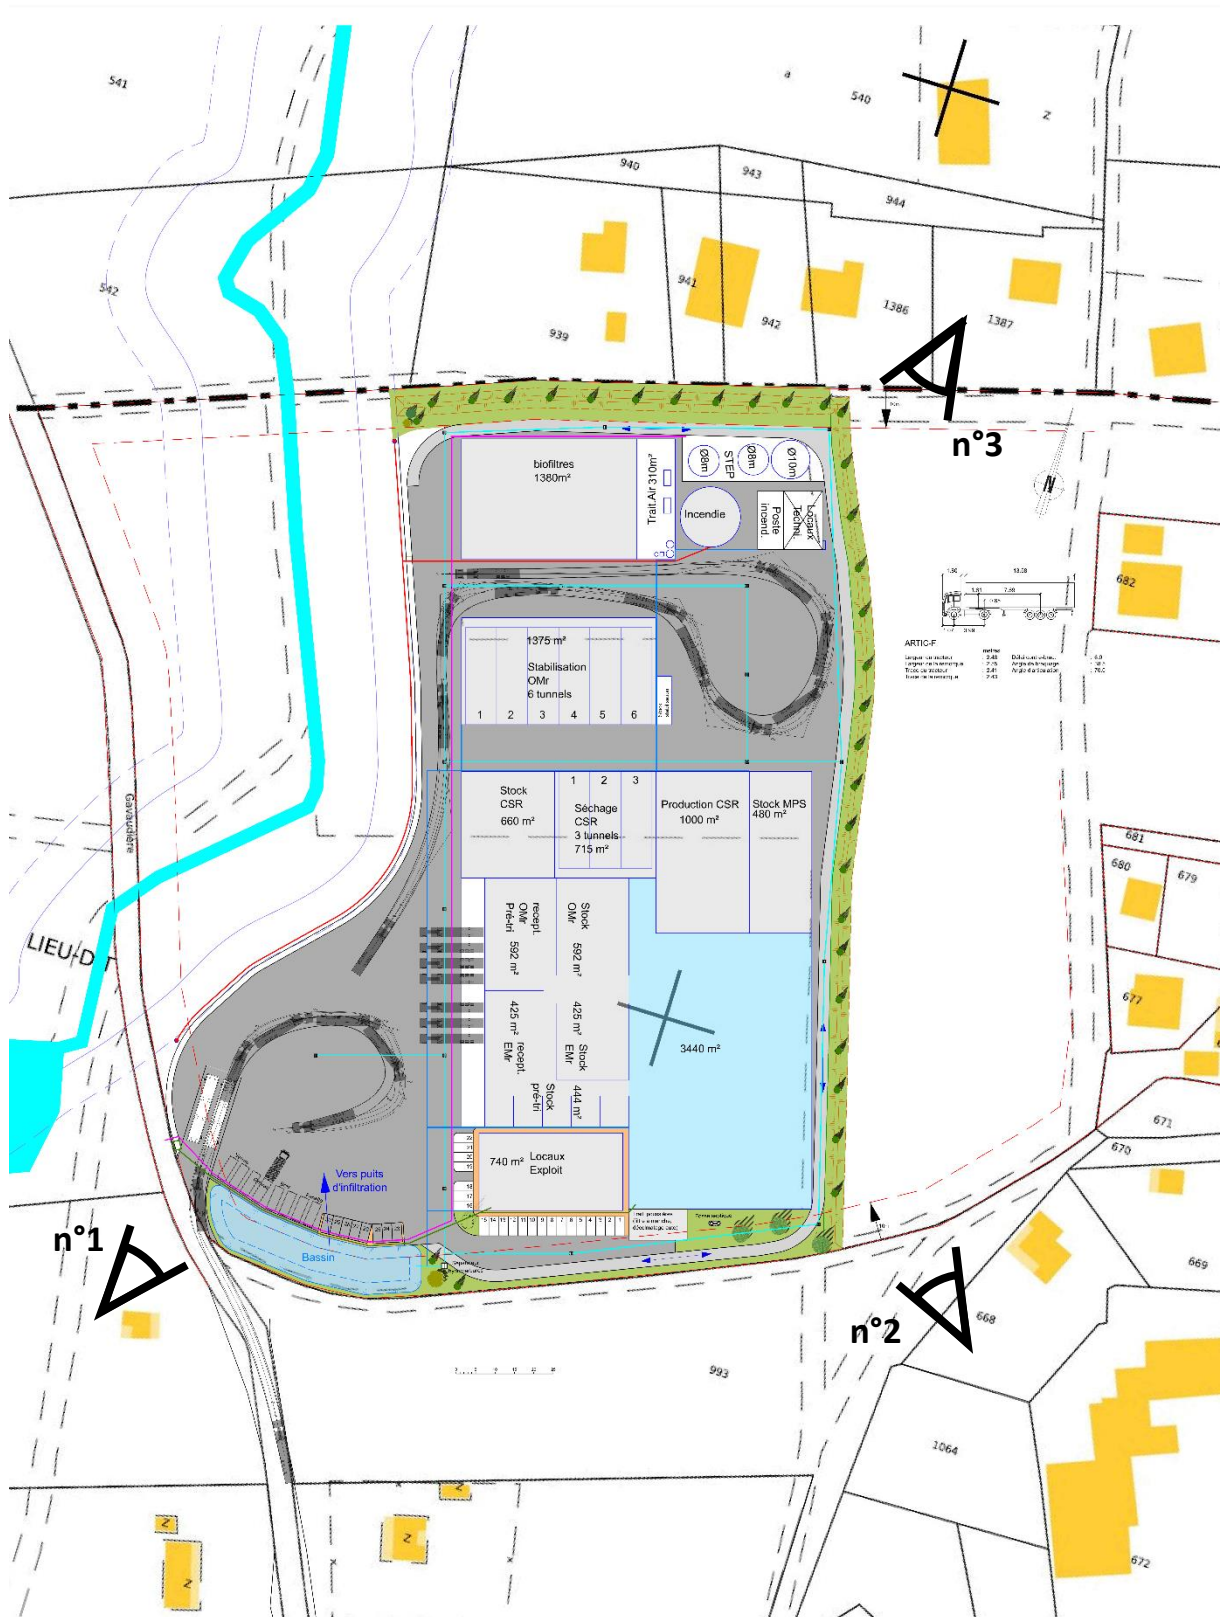 541
a
540
Z
940
943
944
542
941
942
1386
1387
939
n°3
biofiltres
1380m²
Trait.Air 310m²
Ø8m
STEP
Ø8m
Ø10m
Incendie
Poste
incend.
Locaux
Techni.
N
682
1375 m²
Stabilisation
OMr
6 tunnels
1 2 3 4 5 6
ARTIC-F
Gavaudière
Stock
CSR
660 m²
1 2 3
Séchage
CSR
3 tunnels
715 m²
Production CSR
1000 m²
Stock MPS
480 m²
681
680
679
677
recept.
OMr
Pré-tri
592 m²
Stock
OMr
592 m²
LIEU-DIT
425 m²
recept.
EMr
425 m²
Stock
EMr
3440 m²
Stock
pré-tri
444 m²
740 m² Locaux
Exploit
Vers puits
d'infiltration
Bassin
671
670
n°1
n°2
669
668
993
1064
672
Z
Z
Z
Z